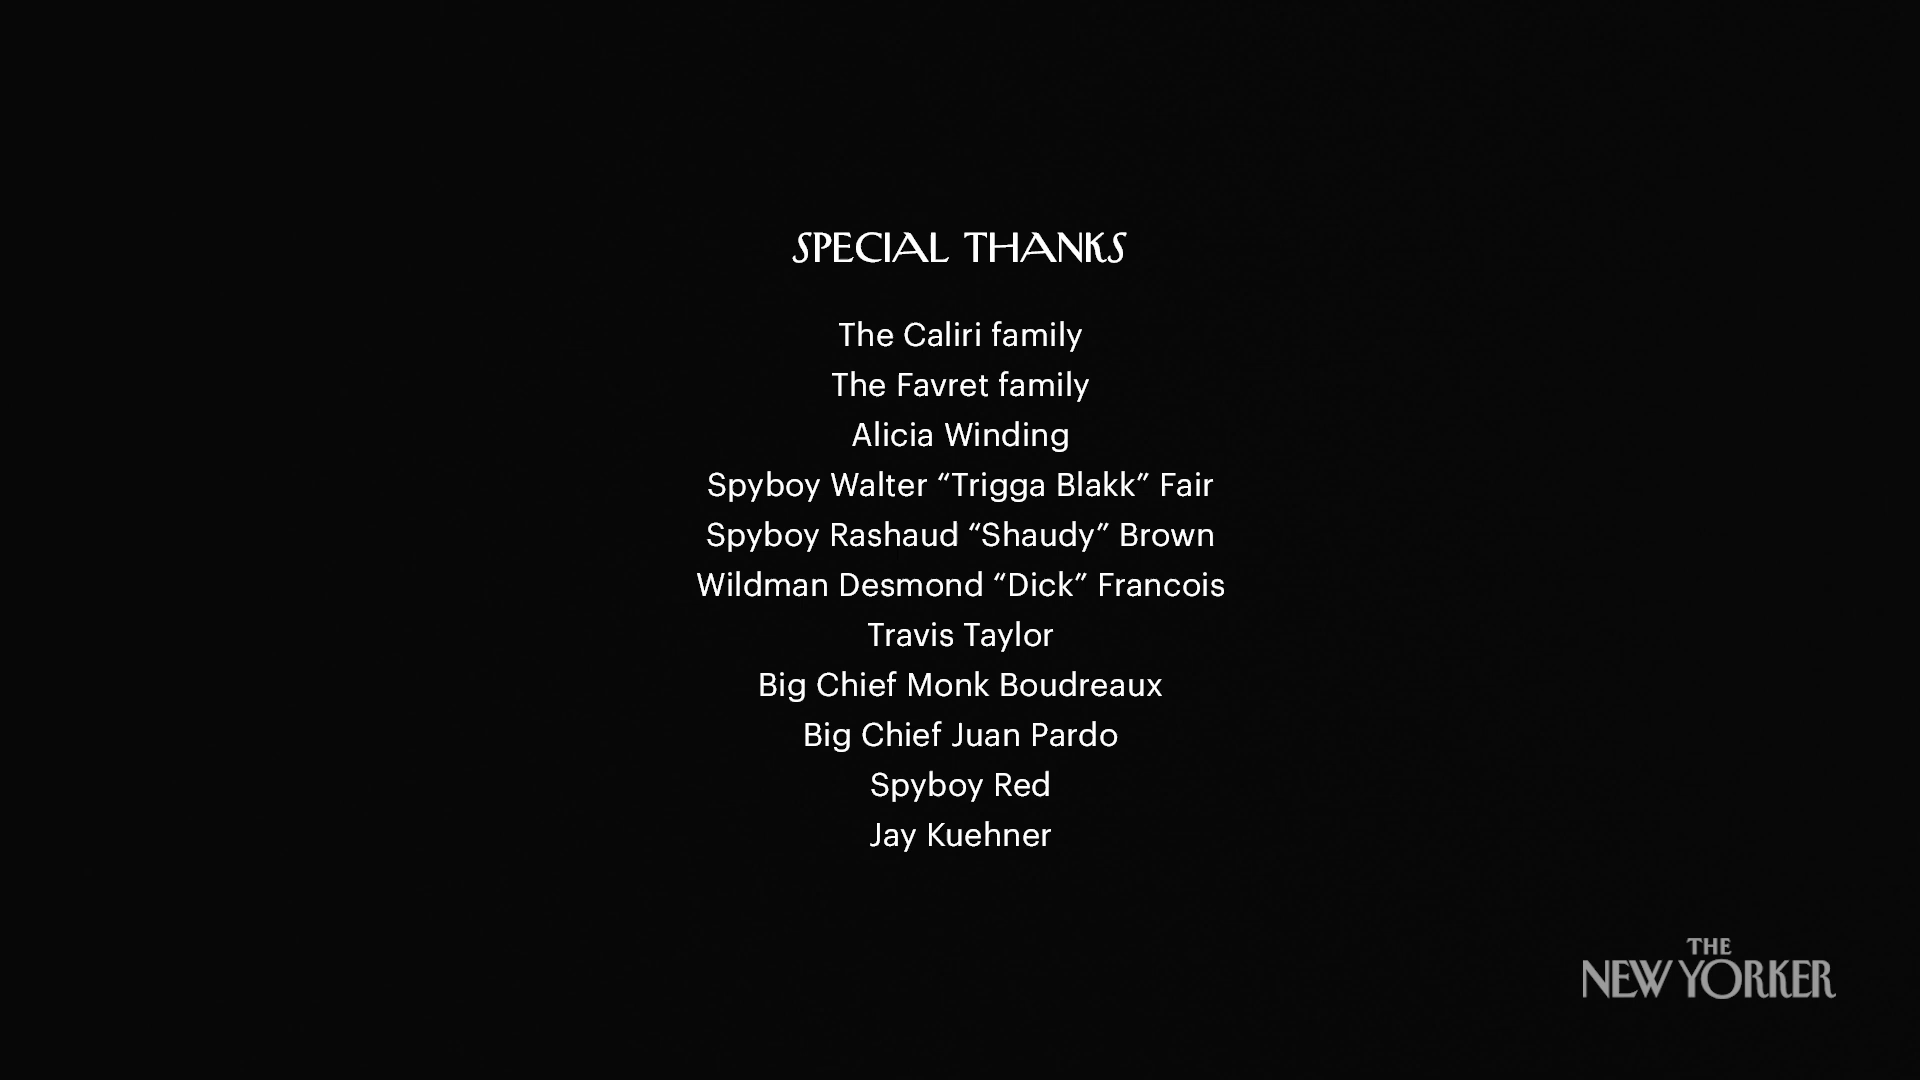 SPECIAL THANKS
The Caliri family
The Favret family
Alicia Winding
Spyboy Walter “Trigga Blakk” Fair
Spyboy Rashaud “Shaudy” Brown
Wildman Desmond “Dick” Francois
Travis Taylor
Big Chief Monk Boudreaux
Big Chief Juan Pardo
Spyboy Red
Jay Kuehner
THE
NEW YORKER